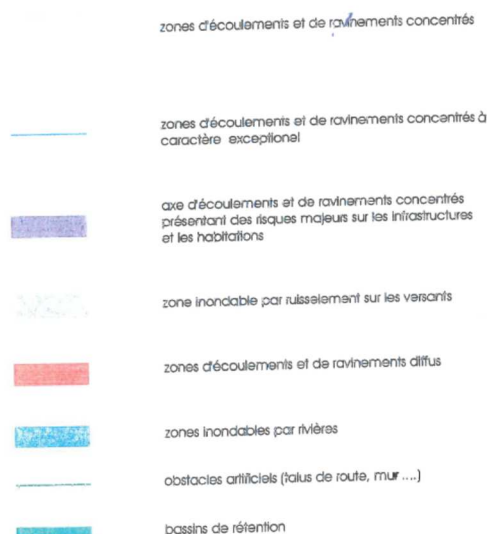 zones d'écoulements et de ravinements concentrés
zones d'écoulements et de ravinements concentrés à
caractère exceptionel
axe d'écoulements et de ravinements concentrés
présentant des risques majeurs sur les infrastructures
et les habitations
zone inondable par ruisselement sur les versants
zones d'écoulements et de ravinements diffus
zones inondables par rivières
obstacles artificiels (talus de route, mur ....)
bassins de rétention